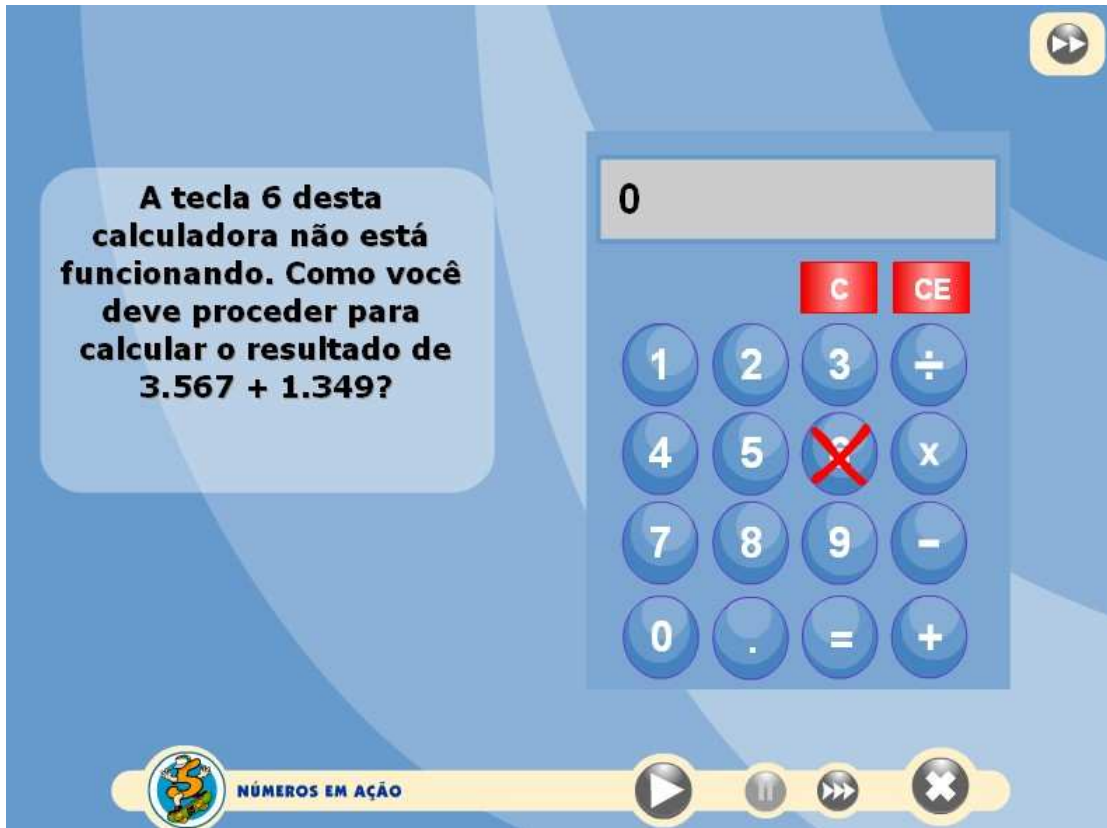 A tecla 6 desta
calculadora não está
funcionando. Como você
deve proceder para
calcular o resultado de
3.567 + 1.349?
0
C CE
1 2 3 ÷
4 5 6 x
7 8 9 -
0 . = +
NÚMEROS EM AÇÃO